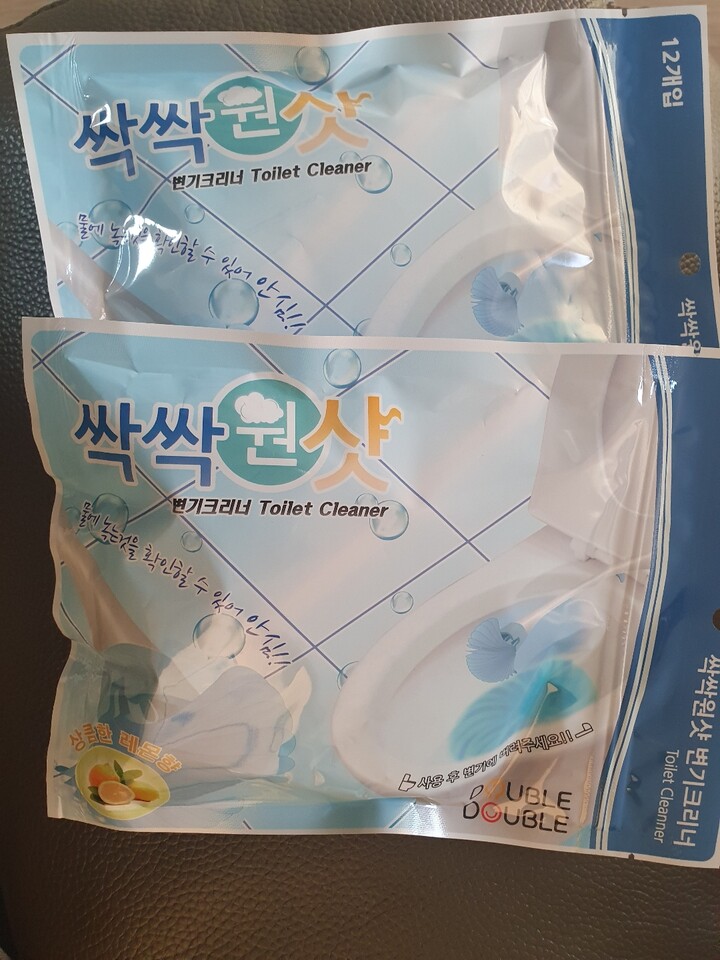 12개입
싹싹원샷
변기크리너 Toilet Cleaner
물에 녹는것을 확인할 수 있어 안심!!
싹싹원
싹싹원샷
변기크리너 Toilet Cleaner
물에 녹는것을 확인할 수 있어 안심!!
상큼한 레몬향
사용 후 변기에 버려주세요!!
DOUBLE
DOUBLE
싹싹원샷 변기크리너
Toilet Cleanner